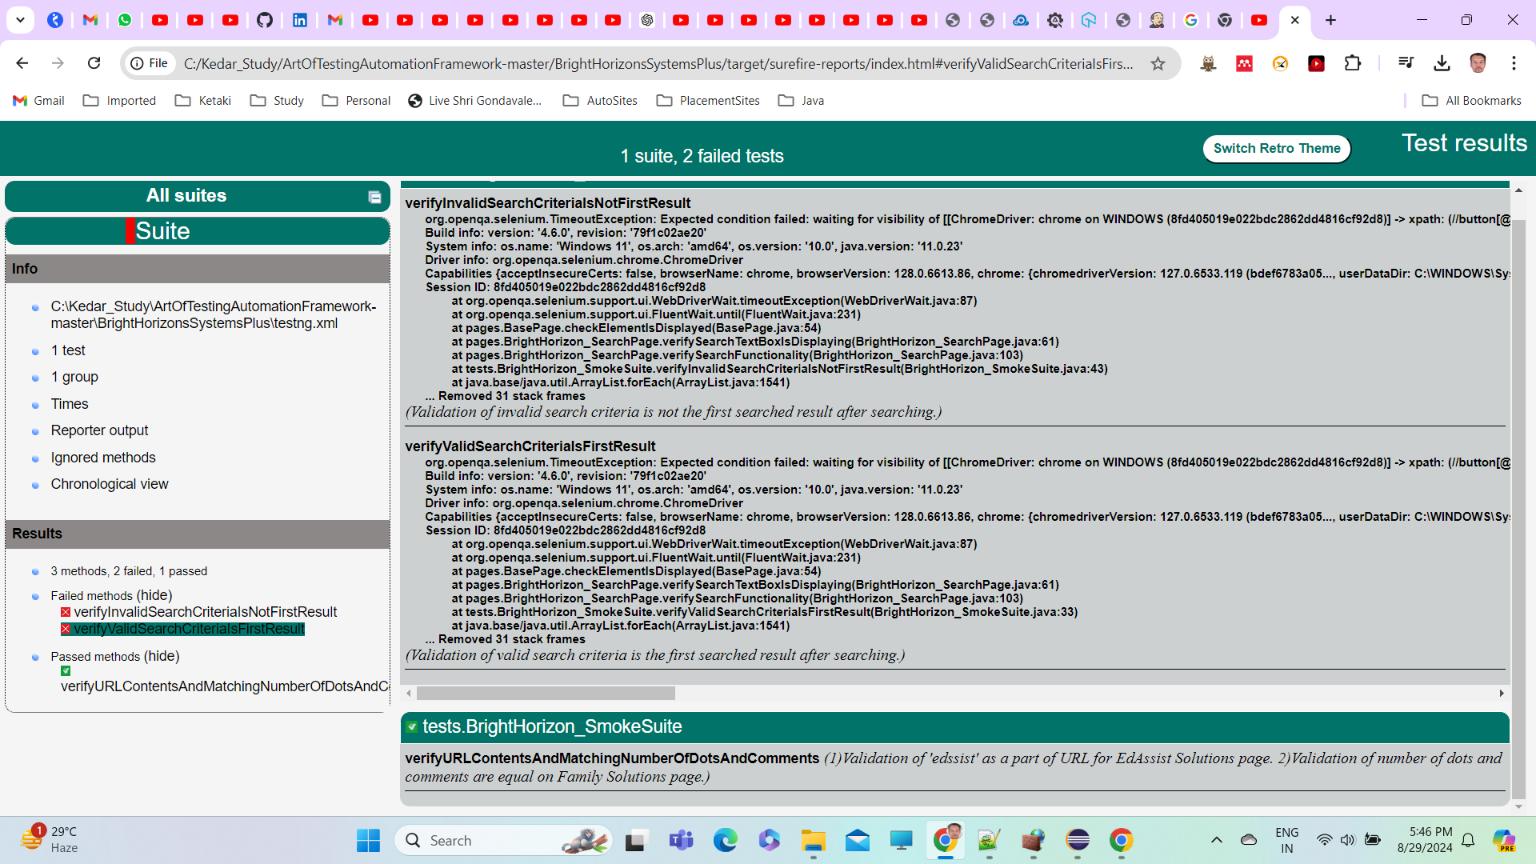 File
C:/Kedar_Study/ArtOfTestingAutomationFramework-master/BrightHorizonsSystemsPlus/target/surefire-reports/index.html#verifyValidSearchCriteriaIsFirs...
Gmail
Imported
Ketaki
Study
Personal
Live Shri Gondavale...
AutoSites
PlacementSites
Java
All Bookmarks
1 suite, 2 failed tests
Switch Retro Theme
Test results
All suites
Suite
Info
C:\Kedar_Study\ArtOfTestingAutomationFramework-
master\BrightHorizonsSystemsPlus\testng.xml
1 test
1 group
Times
Reporter output
Ignored methods
Chronological view
Results
3 methods, 2 failed, 1 passed
Failed methods (hide)
verifyInvalidSearchCriteriaIsNotFirstResult
verifyValidSearchCriteriaIsFirstResult
Passed methods (hide)
verifyURLContentsAndMatchingNumberOfDotsAndC
verifyInvalidSearchCriteriaIsNotFirstResult
org.openqa.selenium.TimeoutException: Expected condition failed: waiting for visibility of [[ChromeDriver: chrome on WINDOWS (8fd405019e022bdc2862dd4816cf92d8)] -> xpath: (//button[@
Build info: version: '4.6.0', revision: '79f1c02ae20'
System info: os.name: 'Windows 11', os.arch: 'amd64', os.version: '10.0', java.version: '11.0.23'
Driver info: org.openqa.selenium.chrome.ChromeDriver
Capabilities {acceptInsecureCerts: false, browserName: chrome, browserVersion: 128.0.6613.86, chrome: {chromedriverVersion: 127.0.6533.119 (bdef6783a05..., userDataDir: C:\WINDOWS\Sy
Session ID: 8fd405019e022bdc2862dd4816cf92d8
at org.openqa.selenium.support.ui.WebDriverWait.timeoutException(WebDriverWait.java:87)
at org.openqa.selenium.support.ui.FluentWait.until(FluentWait.java:231)
at pages.BasePage.checkElementIsDisplayed(BasePage.java:54)
at pages.BrightHorizon_SearchPage.verifySearchTextBoxIsDisplaying(BrightHorizon_SearchPage.java:61)
at pages.BrightHorizon_SearchPage.verifySearchFunctionality(BrightHorizon_SearchPage.java:103)
at tests.BrightHorizon_SmokeSuite.verifyInvalidSearchCriteriaIsNotFirstResult(BrightHorizon_SmokeSuite.java:43)
at java.base/java.util.ArrayList.forEach(ArrayList.java:1541)
... Removed 31 stack frames
(Validation of invalid search criteria is not the first searched result after searching.)
verifyValidSearchCriteriaIsFirstResult
org.openqa.selenium.TimeoutException: Expected condition failed: waiting for visibility of [[ChromeDriver: chrome on WINDOWS (8fd405019e022bdc2862dd4816cf92d8)] -> xpath: (//button[@
Build info: version: '4.6.0', revision: '79f1c02ae20'
System info: os.name: 'Windows 11', os.arch: 'amd64', os.version: '10.0', java.version: '11.0.23'
Driver info: org.openqa.selenium.chrome.ChromeDriver
Capabilities {acceptInsecureCerts: false, browserName: chrome, browserVersion: 128.0.6613.86, chrome: {chromedriverVersion: 127.0.6533.119 (bdef6783a05..., userDataDir: C:\WINDOWS\Sy
Session ID: 8fd405019e022bdc2862dd4816cf92d8
at org.openqa.selenium.support.ui.WebDriverWait.timeoutException(WebDriverWait.java:87)
at org.openqa.selenium.support.ui.FluentWait.until(FluentWait.java:231)
at pages.BasePage.checkElementIsDisplayed(BasePage.java:54)
at pages.BrightHorizon_SearchPage.verifySearchTextBoxIsDisplaying(BrightHorizon_SearchPage.java:61)
at pages.BrightHorizon_SearchPage.verifySearchFunctionality(BrightHorizon_SearchPage.java:103)
at tests.BrightHorizon_SmokeSuite.verifyValidSearchCriteriaIsFirstResult(BrightHorizon_SmokeSuite.java:33)
at java.base/java.util.ArrayList.forEach(ArrayList.java:1541)
... Removed 31 stack frames
(Validation of valid search criteria is the first searched result after searching.)
tests.BrightHorizon_SmokeSuite
verifyURLContentsAndMatchingNumberOfDotsAndComments (1)Validation of 'edssist' as a part of URL for EdAssist Solutions page. 2)Validation of number of dots and
comments are equal on Family Solutions page.)
1
29°C
Haze
Search
PRE
ENG
IN
5:46 PM
8/29/2024